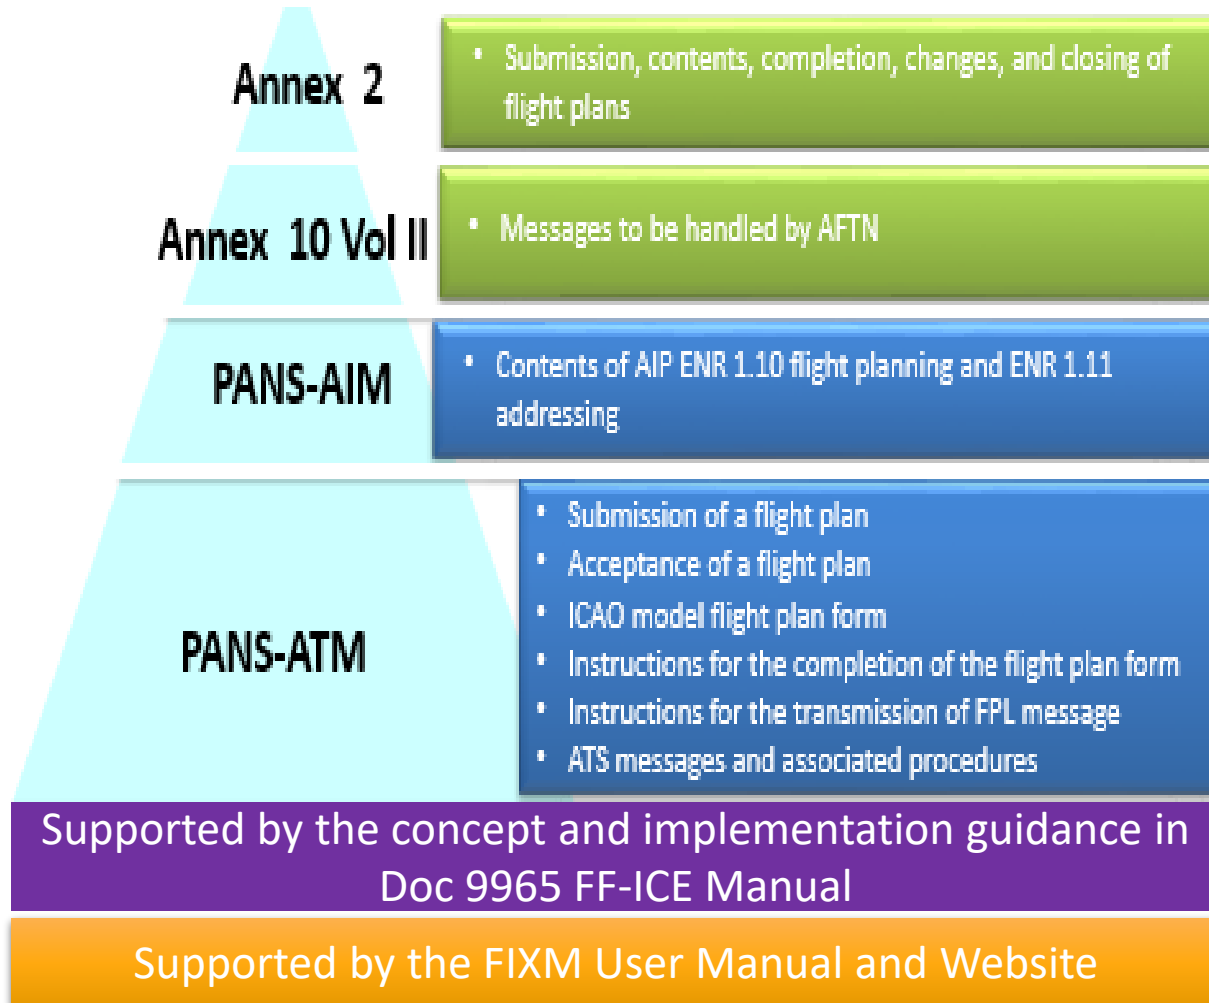 Annex 2
• Submission, contents, completion, changes, and closing of
flight plans
Annex 10 Vol II
• Messages to be handled by AFTN
PANS-AIM
• Contents of AIP ENR 1.10 flight planning and ENR 1.11
addressing
PANS-ATM
• Submission of a flight plan
• Acceptance of a flight plan
• ICAO model flight plan form
• Instructions for the completion of the flight plan form
• Instructions for the transmission of FPL message
• ATS messages and associated procedures
Supported by the concept and implementation guidance in
Doc 9965 FF-ICE Manual
Supported by the FIXM User Manual and Website